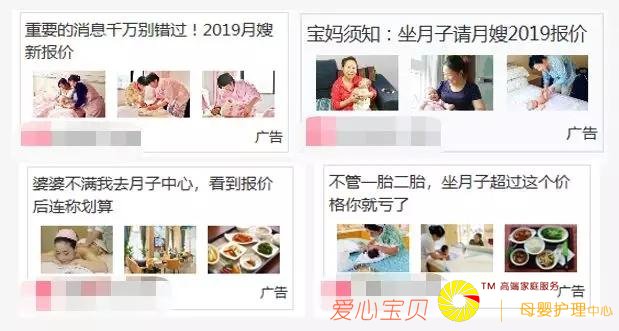 重要的消息千万别错过！2019月嫂
新报价
广告
宝妈须知：坐月子请月嫂2019报价
广告
婆婆不满我去月子中心，看到报价
后连称划算
广告
不管一胎二胎，坐月子超过这个价
格你就亏了
广告
爱心宝贝
TM 高端家庭服务
母婴护理中心